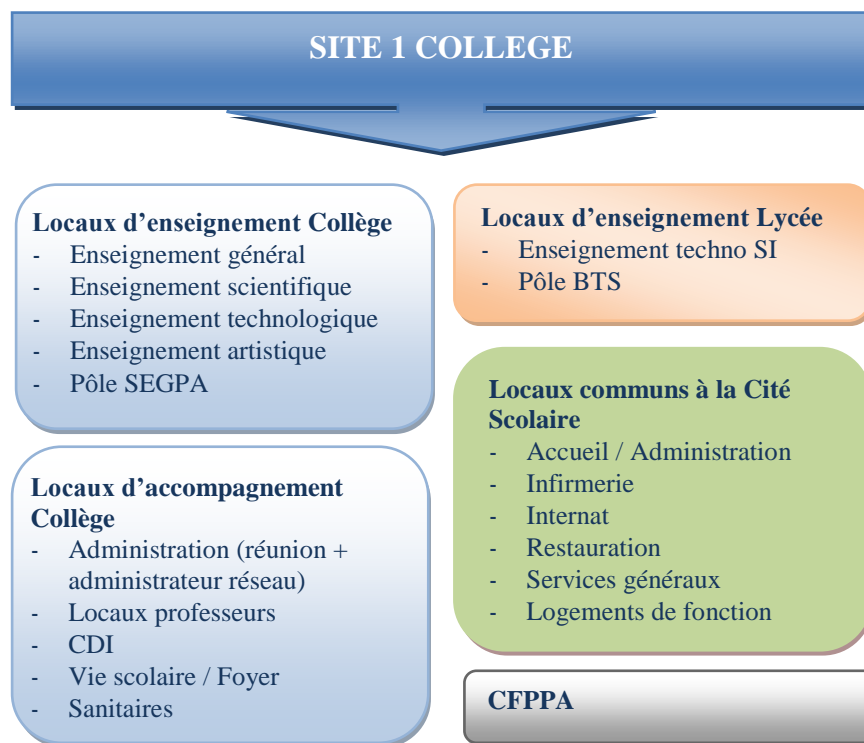 SITE 1 COLLEGE
Locaux d’enseignement Collège
- Enseignement général
- Enseignement scientifique
- Enseignement technologique
- Enseignement artistique
- Pôle SEGPA
Locaux d’accompagnement
Collège
- Administration (réunion +
administrateur réseau)
- Locaux professeurs
- CDI
- Vie scolaire / Foyer
- Sanitaires
Locaux d’enseignement Lycée
- Enseignement techno SI
- Pôle BTS
Locaux communs à la Cité
Scolaire
- Accueil / Administration
- Infirmerie
- Internat
- Restauration
- Services généraux
- Logements de fonction
CFPPA